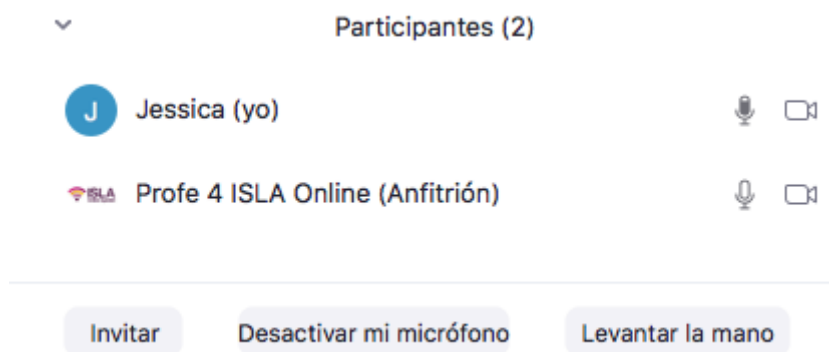 Participantes (2)
J Jessica (yo)
ISLA Profe 4 ISLA Online (Anfitrión)
Invitar Desactivar mi micrófono Levantar la mano